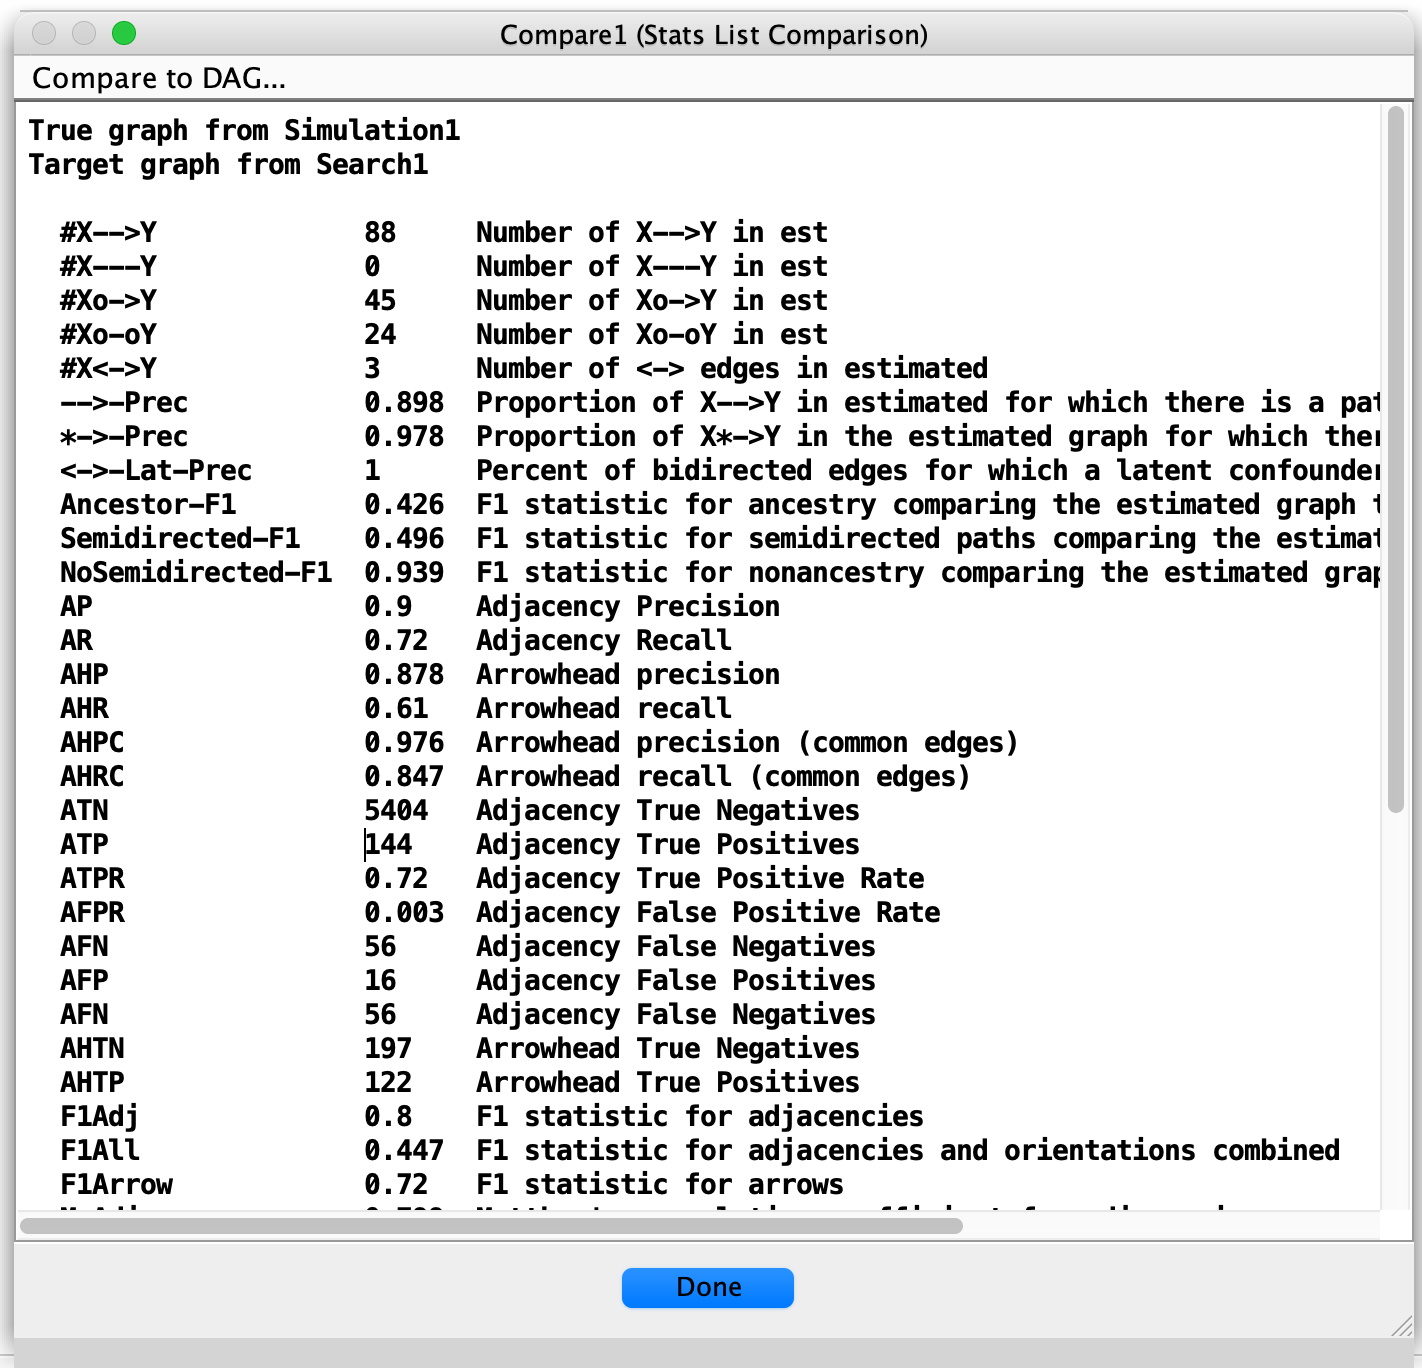 Compare1 (Stats List Comparison)
Compare to DAG...
True graph from Simulation1
Target graph from Search1
#X-->Y 88 Number of X-->Y in est
#X---Y 0 Number of X---Y in est
#Xo->Y 45 Number of Xo->Y in est
#Xo-oY 24 Number of Xo-oY in est
#X<->Y 3 Number of <-> edges in estimated
-->-Prec 0.898 Proportion of X-->Y in estimated for which there is a
*->-Prec 0.978 Proportion of X*->Y in the estimated graph for which
<->-Lat-Prec 1 Percent of bidirected edges for which a latent confounder
Ancestor-F1 0.426 F1 statistic for ancestry comparing the estimated graph
Semidirected-F1 0.496 F1 statistic for semidirected paths comparing the
NoSemidirected-F1 0.939 F1 statistic for nonancestry comparing the estimated
AP 0.9 Adjacency Precision
AR 0.72 Adjacency Recall
AHP 0.878 Arrowhead precision
AHR 0.61 Arrowhead recall
AHPC 0.976 Arrowhead precision (common edges)
AHRC 0.847 Arrowhead recall (common edges)
ATN 5404 Adjacency True Negatives
ATP 144 Adjacency True Positives
ATPR 0.72 Adjacency True Positive Rate
AFPR 0.003 Adjacency False Positive Rate
AFN 56 Adjacency False Negatives
AFP 16 Adjacency False Positives
AFN 56 Adjacency False Negatives
AHTN 197 Arrowhead True Negatives
AHTP 122 Arrowhead True Positives
F1Adj 0.8 F1 statistic for adjacencies
F1All 0.447 F1 statistic for adjacencies and orientations combined
F1Arrow 0.72 F1 statistic for arrows
Done